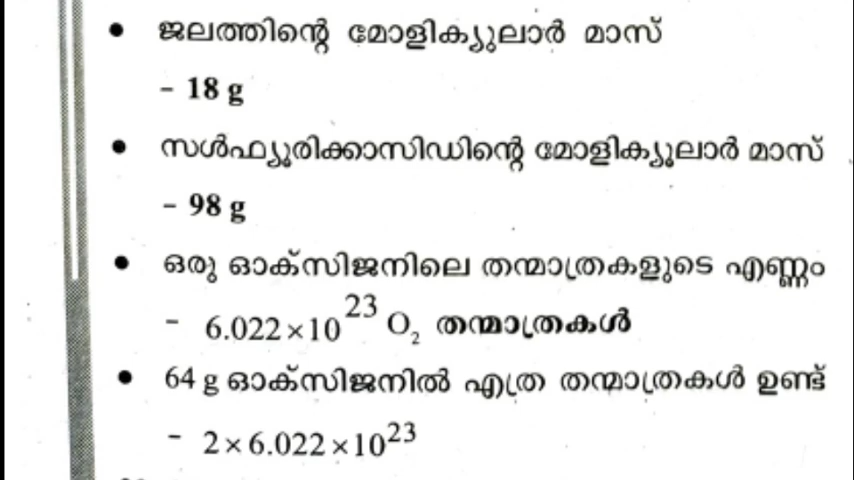 • ജലത്തിന്റെ മോളിക്യുലാർ മാസ്
– 18 g
• സൾഫ്യൂരിക്കാസിഡിന്റെ മോളിക്യൂലാർ മാസ്
– 98 g
• ഒരു ഓക്സിജനിലെ തന്മാത്രകളുടെ എണ്ണം
– 6.022×10²³ O₂ തന്മാത്രകൾ
• 64 g ഓക്സിജനിൽ എത്ര തന്മാത്രകൾ ഉണ്ട്
– 2×6.022×10²³